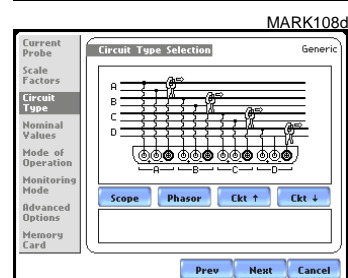 MARK108d
Current Probe
Scale Factors
Circuit Type
Nominal Values
Mode of Operation
Monitoring Mode
Advanced Options
Memory Card
Circuit Type Selection
Generic
A
B
C
D
A B C D
Scope Phasor Ckt ↑ Ckt ↓
Prev Next Cancel